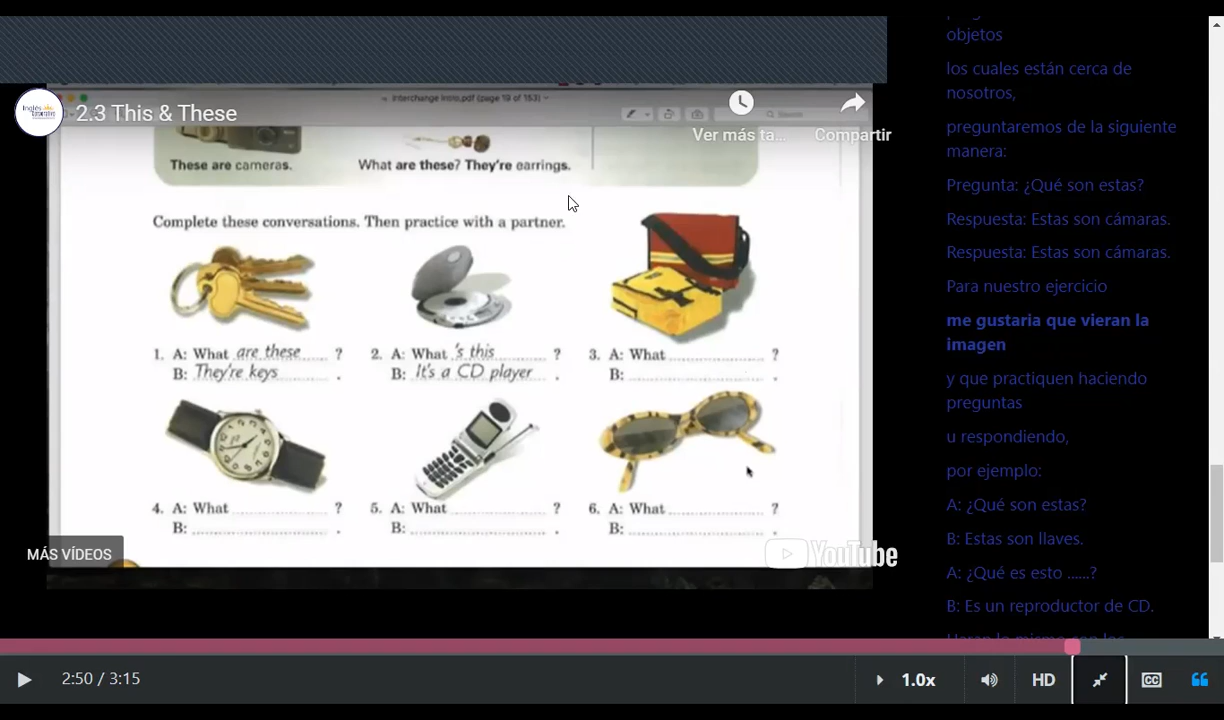 Interchange Intro.pdf (page 19 of 153)
2.3 This & These
Search
Ver más ta...
Compartir
These are cameras.
What are these? They're earrings.
Complete these conversations. Then practice with a partner.
1. A: What are these ?
B: They're keys .
2. A: What 's this ?
B: It's a CD player .
3. A: What ?
B: .
4. A: What ?
B: .
5. A: What ?
B: .
6. A: What ?
B: .
MÁS VÍDEOS
YouTube
objetos
los cuales están cerca de
nosotros,
preguntaremos de la siguiente
manera:
Pregunta: ¿Qué son estas?
Respuesta: Estas son cámaras.
Respuesta: Estas son cámaras.
Para nuestro ejercicio
me gustaria que vieran la
imagen
y que practiquen haciendo
preguntas
u respondiendo,
por ejemplo:
A: ¿Qué son estas?
B: Estas son llaves.
A: ¿Qué es esto ......?
B: Es un reproductor de CD.
2:50 / 3:15
1.0x
HD
CC